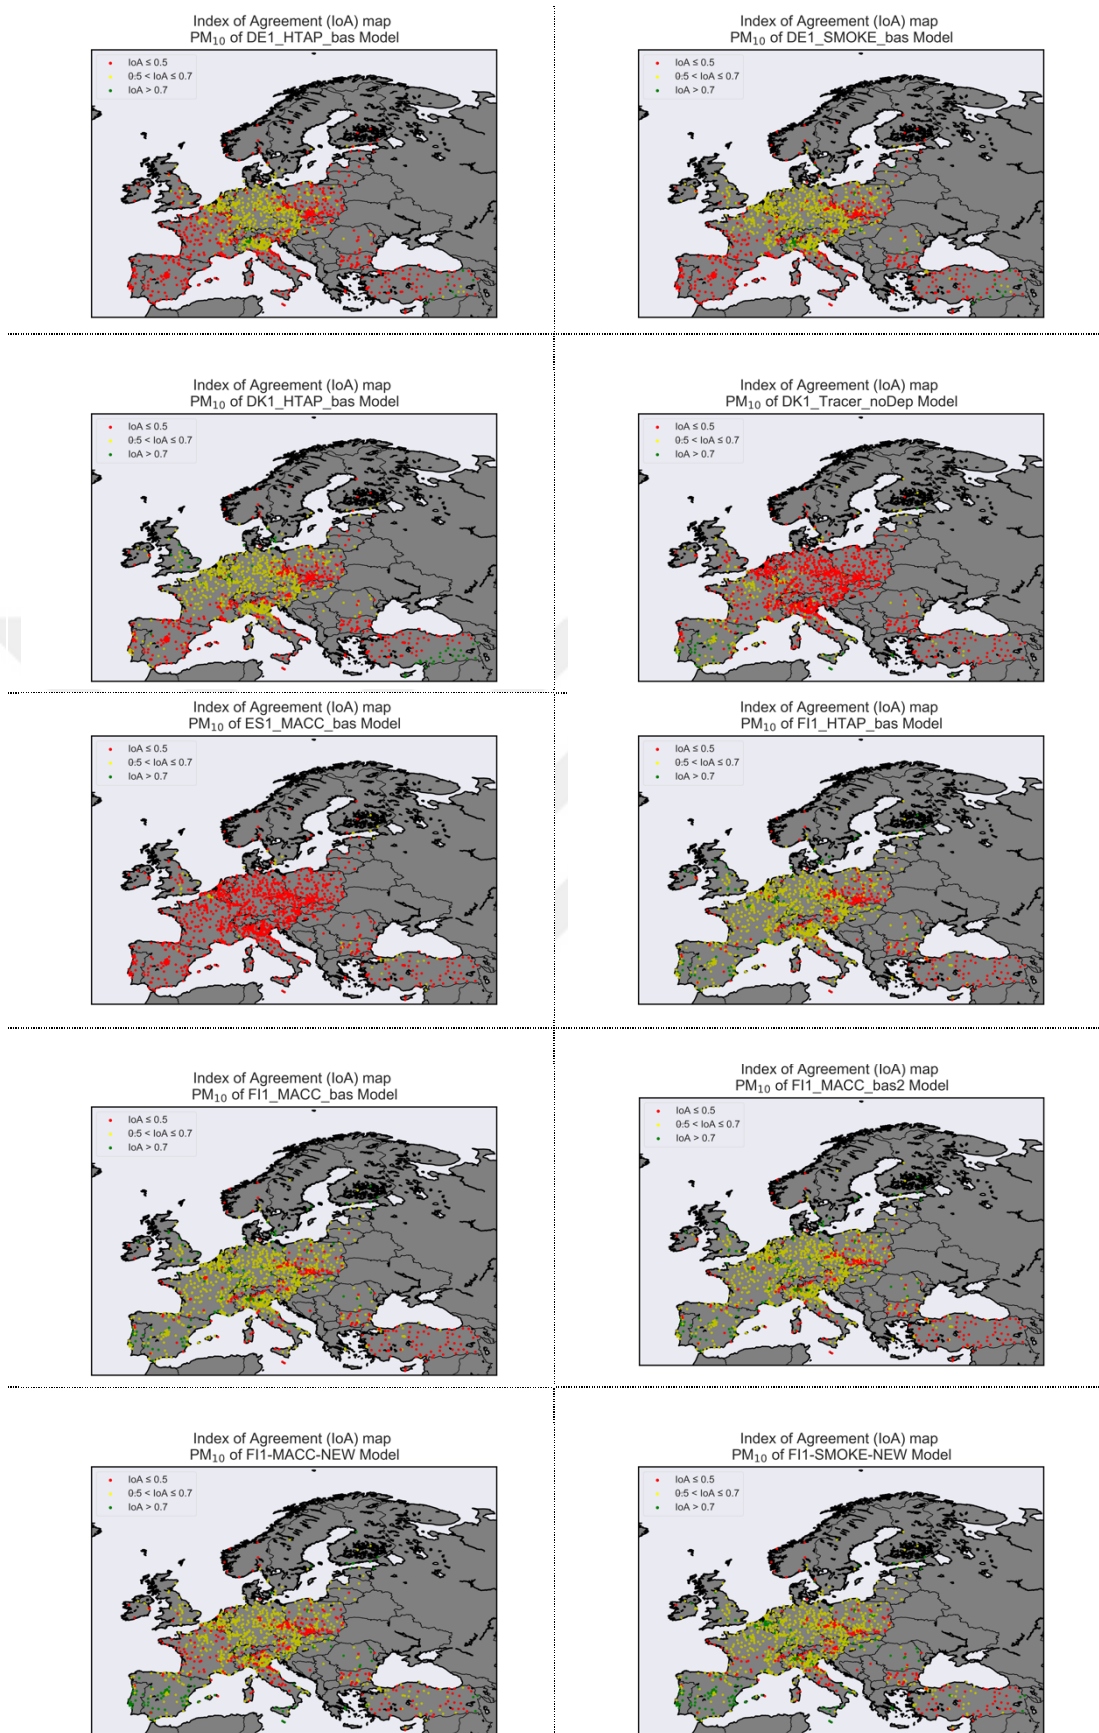 Index of Agreement (IoA) map
PM₁₀ of DE1_HTAP_bas Model
IoA ≤ 0.5
0.5 < IoA ≤ 0.7
IoA > 0.7
Index of Agreement (IoA) map
PM₁₀ of DE1_SMOKE_bas Model
IoA ≤ 0.5
0.5 < IoA ≤ 0.7
IoA > 0.7
Index of Agreement (IoA) map
PM₁₀ of DK1_HTAP_bas Model
IoA ≤ 0.5
0.5 < IoA ≤ 0.7
IoA > 0.7
Index of Agreement (IoA) map
PM₁₀ of DK1_Tracer_noDep Model
IoA ≤ 0.5
0.5 < IoA ≤ 0.7
IoA > 0.7
Index of Agreement (IoA) map
PM₁₀ of ES1_MACC_bas Model
IoA ≤ 0.5
0.5 < IoA ≤ 0.7
IoA > 0.7
Index of Agreement (IoA) map
PM₁₀ of FI1_HTAP_bas Model
IoA ≤ 0.5
0.5 < IoA ≤ 0.7
IoA > 0.7
Index of Agreement (IoA) map
PM₁₀ of FI1_MACC_bas Model
IoA ≤ 0.5
0.5 < IoA ≤ 0.7
IoA > 0.7
Index of Agreement (IoA) map
PM₁₀ of FI1_MACC_bas2 Model
IoA ≤ 0.5
0.5 < IoA ≤ 0.7
IoA > 0.7
Index of Agreement (IoA) map
PM₁₀ of FI1-MACC-NEW Model
IoA ≤ 0.5
0.5 < IoA ≤ 0.7
IoA > 0.7
Index of Agreement (IoA) map
PM₁₀ of FI1-SMOKE-NEW Model
IoA ≤ 0.5
0.5 < IoA ≤ 0.7
IoA > 0.7